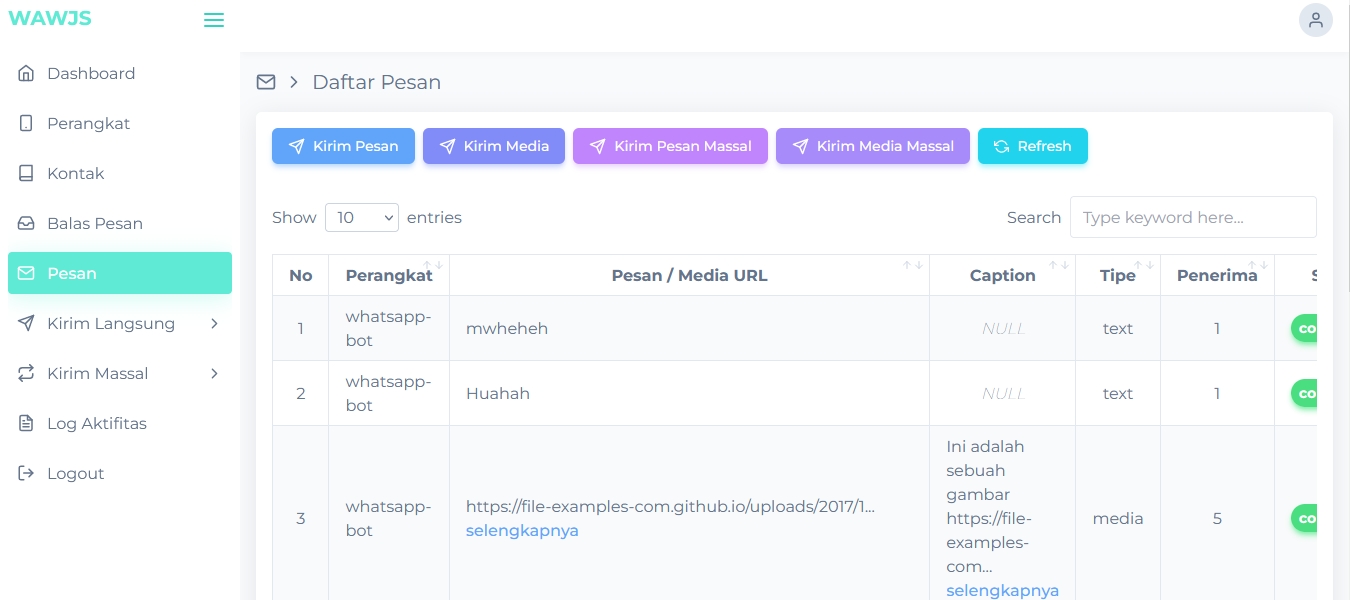 WAWJS
Dashboard
Perangkat
Kontak
Balas Pesan
Pesan
Kirim Langsung
Kirim Massal
Log Aktifitas
Logout
Daftar Pesan
Kirim Pesan Kirim Media Kirim Pesan Massal Kirim Media Massal Refresh
Show 10 entries Search Type keyword here...
No Perangkat Pesan / Media URL Caption Tipe Penerima
1 whatsapp-
bot mwheheh NULL text 1
2 whatsapp-
bot Huahah NULL text 1
3 whatsapp-
bot
https://file-examples-com.github.io/uploads/2017/1...
selengkapnya
Ini adalah
sebuah
gambar
https://file-
examples-
com...
selengkapnya
media 5